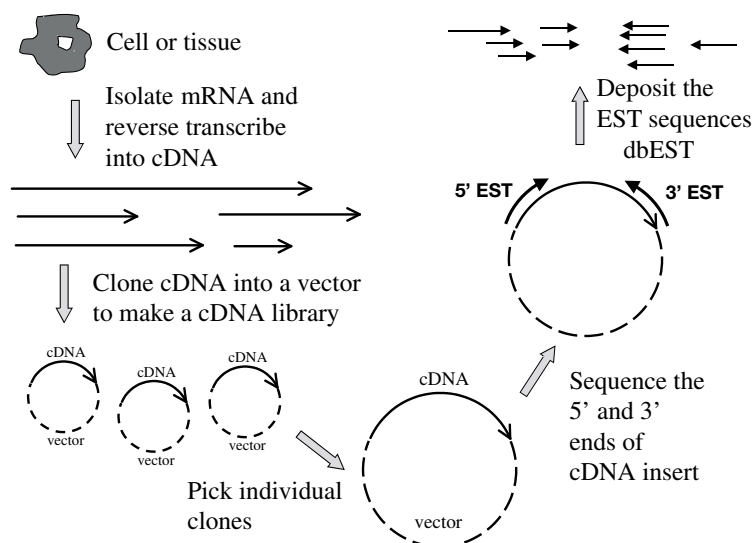 Cell or tissue
Isolate mRNA and
reverse transcribe
into cDNA
Clone cDNA into a vector
to make a cDNA library
cDNA
vector
cDNA
vector
cDNA
vector
Pick individual
clones
cDNA
vector
Sequence the
5’ and 3’
ends of
cDNA insert
5’ EST
3’ EST
Deposit the
EST sequences
dbEST